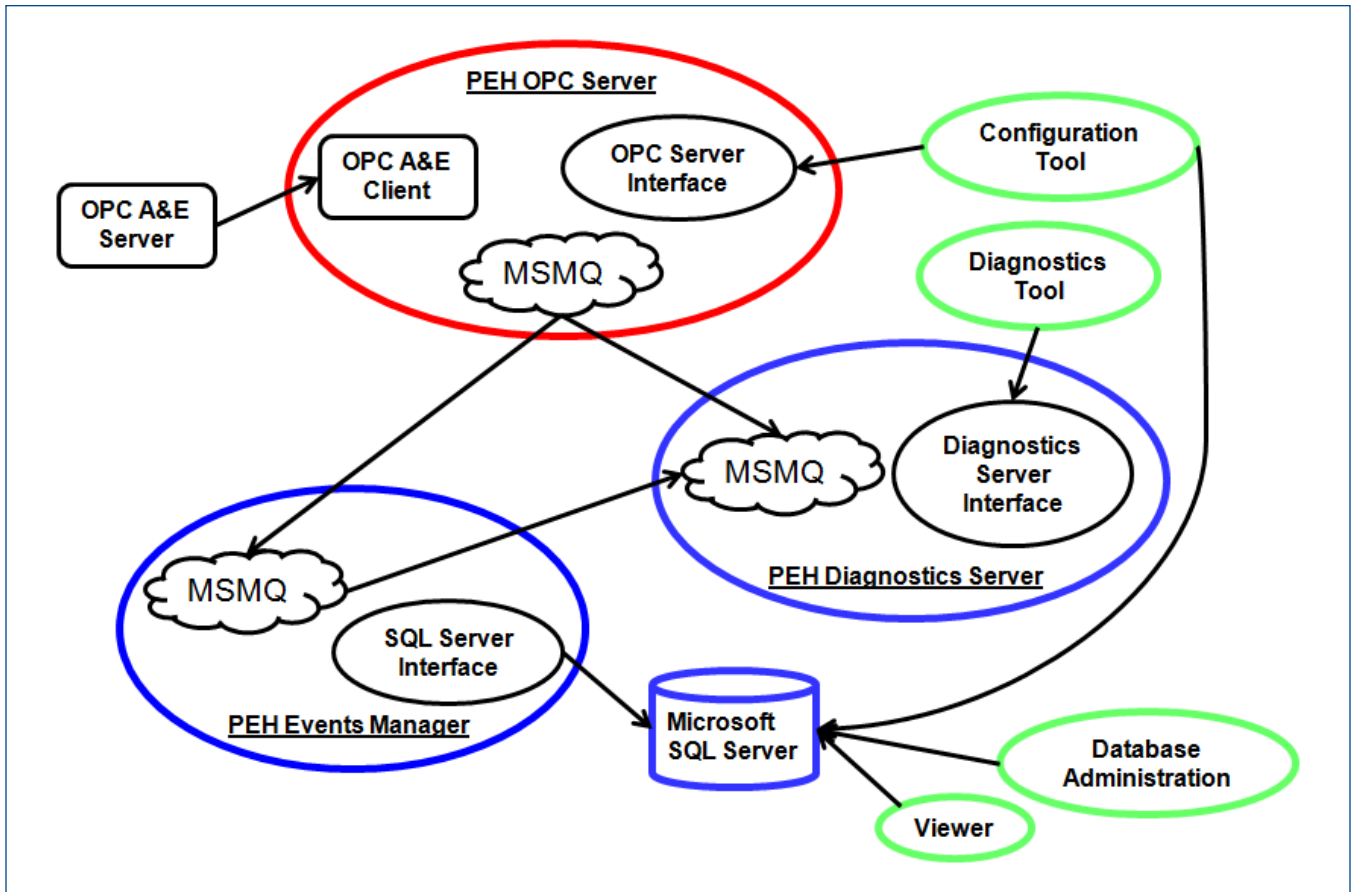 PEH OPC Server
Configuration
Tool
OPC A&E
Client
OPC Server
Interface
OPC A&E
Server
MSMQ
Diagnostics
Tool
MSMQ
Diagnostics
Server
Interface
PEH Diagnostics Server
MSMQ
SQL Server
Interface
PEH Events Manager
Microsoft
SQL Server
Database
Administration
Viewer